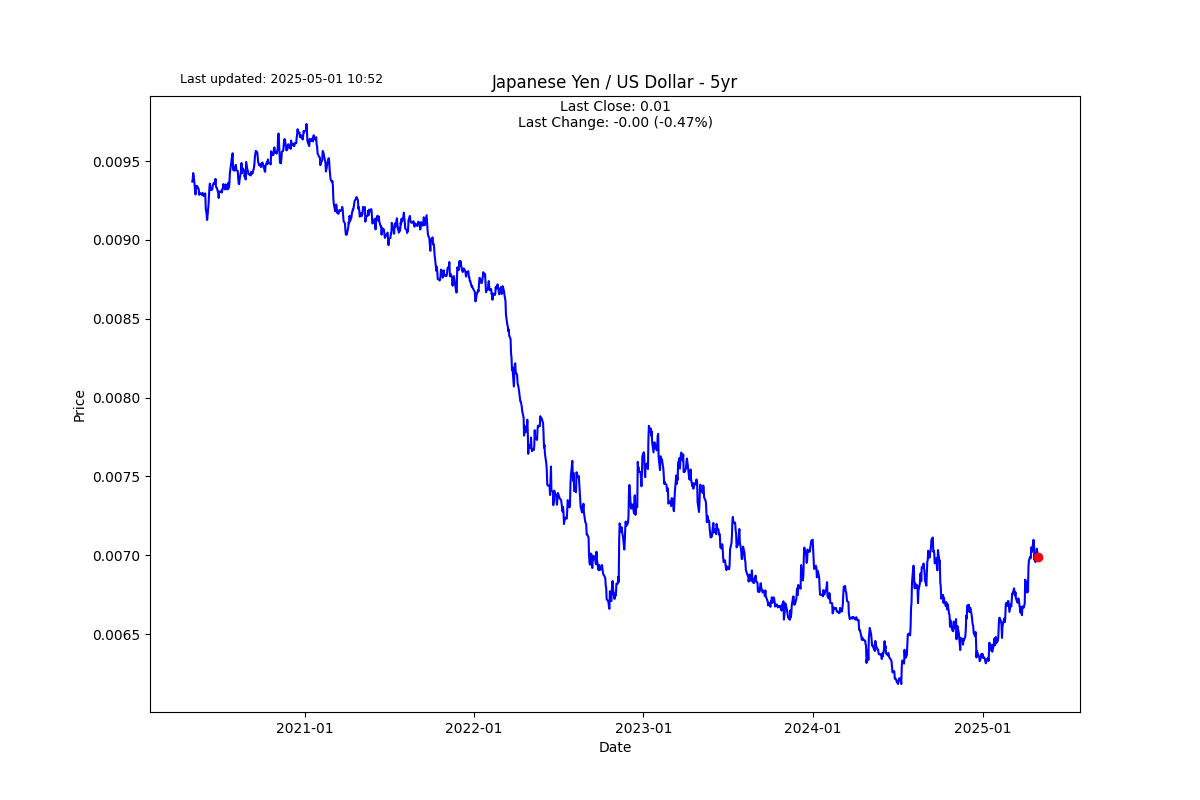 Last updated: 2025-05-01 10:52
Japanese Yen / US Dollar - 5yr
Last Close: 0.01
Last Change: -0.00 (-0.47%)
0.0095
0.0090
0.0085
0.0080
0.0075
0.0070
0.0065
Price
2021-01
2022-01
2023-01
2024-01
2025-01
Date